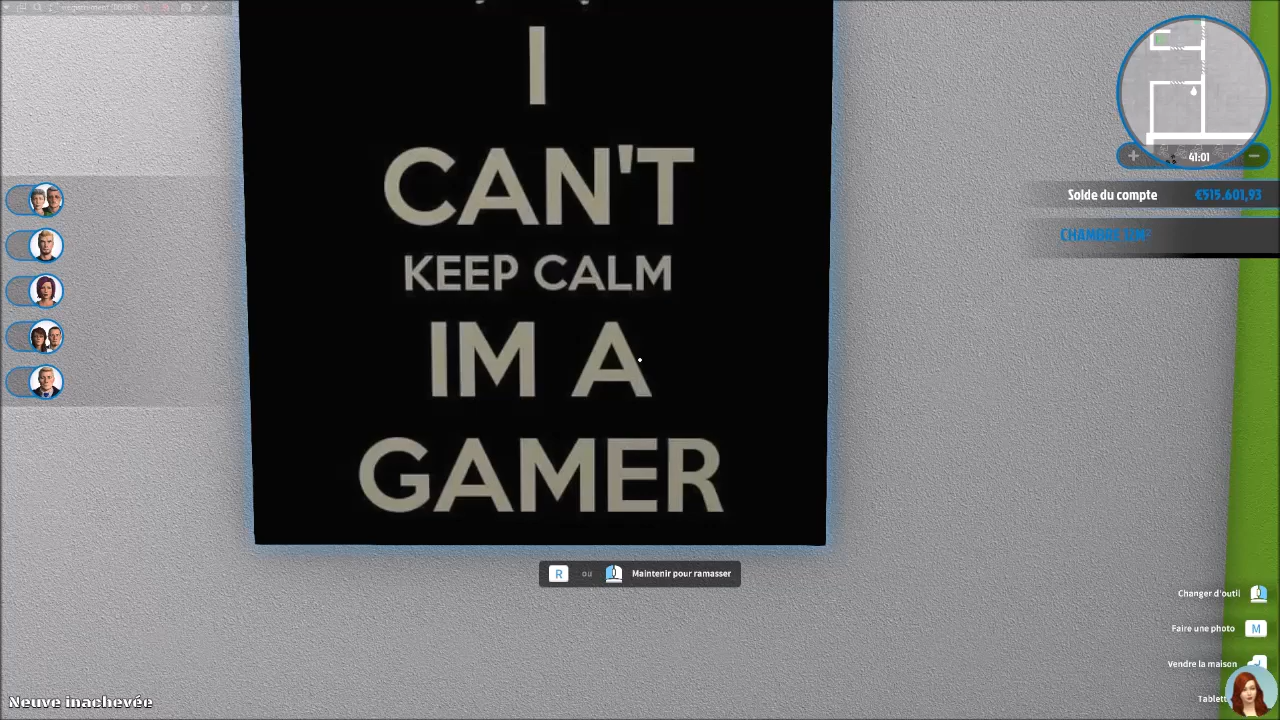 I
CAN'T
KEEP CALM
IM A
GAMER
R ou Maintenir pour ramasser
41:01
Solde du compte €515.601,93
CHAMBRE
Changer d'outil
Faire une photo M
Vendre la maison
Tablett
Neuve inachevée